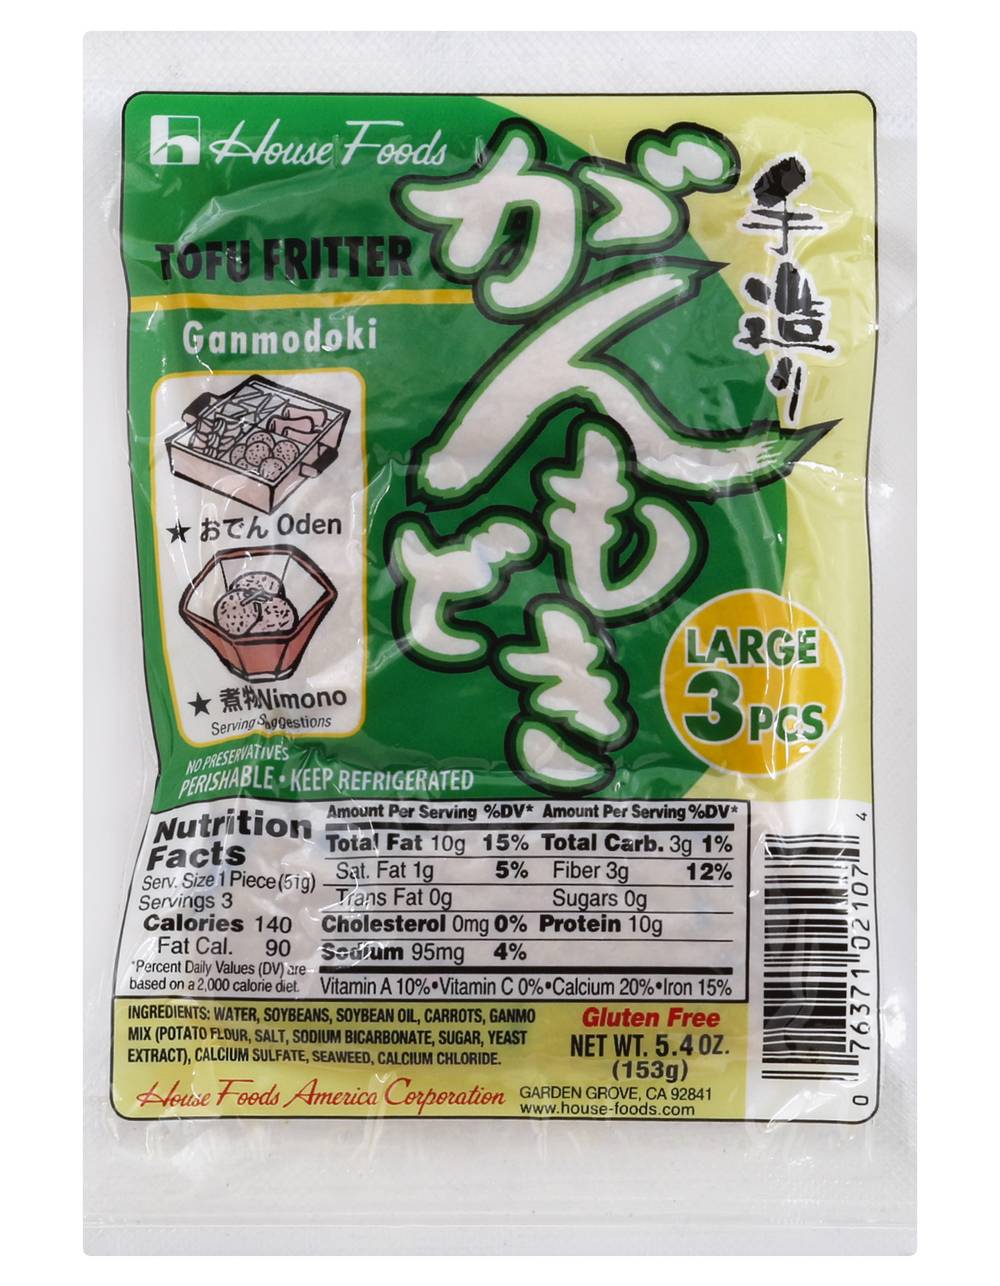 House Foods
TOFU FRITTER
Ganmodoki
がんもどき
手造り
★ おでん Oden
★ 煮物 Nimono
Serving Suggestions
LARGE
3 PCS
NO PRESERVATIVES
PERISHABLE • KEEP REFRIGERATED
Nutrition
Facts
Serv. Size 1 Piece (51g)
Servings 3
Calories 140
Fat Cal. 90
*Percent Daily Values (DV) are
based on a 2,000 calorie diet.
Amount Per Serving %DV* Amount Per Serving %DV*
Total Fat 10g 15% Total Carb. 3g 1%
Sat. Fat 1g 5% Fiber 3g 12%
Trans Fat 0g Sugars 0g
Cholesterol 0mg 0% Protein 10g
Sodium 95mg 4%
Vitamin A 10%•Vitamin C 0%•Calcium 20%•Iron 15%
INGREDIENTS: WATER, SOYBEANS, SOYBEAN OIL, CARROTS, GANMO
MIX (POTATO FLOUR, SALT, SODIUM BICARBONATE, SUGAR, YEAST
EXTRACT), CALCIUM SULFATE, SEAWEED, CALCIUM CHLORIDE.
Gluten Free
NET WT. 5.4 OZ.
(153g)
House Foods America Corporation
GARDEN GROVE, CA 92841
www.house-foods.com
0 76371 02107 4